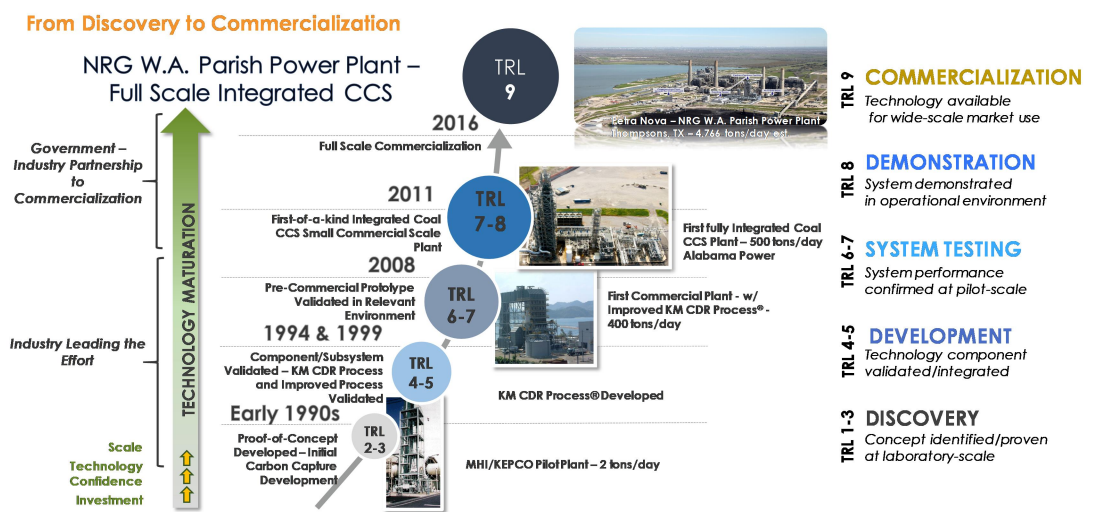 From Discovery to Commercialization
NRG W.A. Parish Power Plant –
Full Scale Integrated CCS
Government –
Industry Partnership
to
Commercialization
Industry Leading the
Effort
TECHNOLOGY MATURATION
Scale
Technology
Confidence
Investment
TRL
9
2016
Full Scale Commercialization
Petra Nova – NRG W.A. Parish Power Plant
Thompsons, TX – 4,766 tons/day est
2011
First-of-a-kind Integrated Coal
CCS Small Commercial Scale
Plant
TRL
7-8
First fully Integrated Coal
CCS Plant – 500 tons/day
Alabama Power
2008
Pre-Commercial Prototype
Validated in Relevant
Environment
TRL
6-7
First Commercial Plant - w/
Improved KM CDR Process® -
400 tons/day
1994 & 1999
Component/Subsystem
Validated – KM CDR Process
and Improved Process
Validated
TRL
4-5
KM CDR Process® Developed
Early 1990s
Proof-of-Concept
Developed – Initial
Carbon Capture
Development
TRL
2-3
MHI/KEPCO Pilot Plant – 2 tons/day
TRL 9
COMMERCIALIZATION
Technology available
for wide-scale market use
TRL 8
DEMONSTRATION
System demonstrated
in operational environment
TRL 6-7
SYSTEM TESTING
System performance
confirmed at pilot-scale
TRL 4-5
DEVELOPMENT
Technology component
validated/integrated
TRL 1-3
DISCOVERY
Concept identified/proven
at laboratory-scale